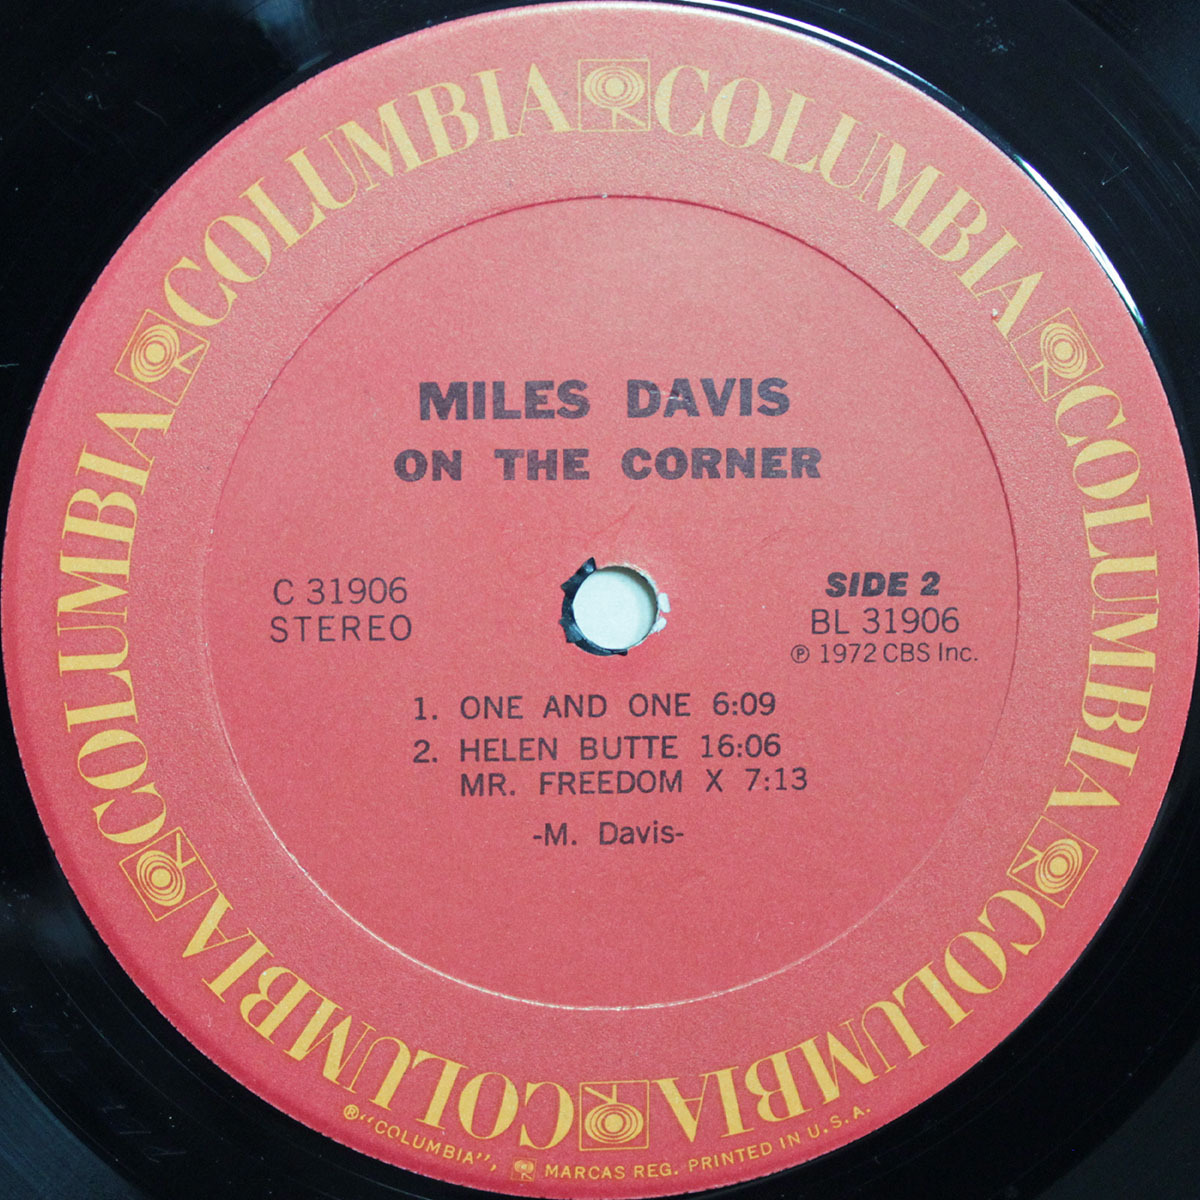 COLUMBIA COLUMBIA COLUMBIA COLUMBIA COLUMBIA COLUMBIA
MILES DAVIS
ON THE CORNER
C 31906
STEREO
SIDE 2
BL 31906
℗ 1972 CBS Inc.
1. ONE AND ONE 6:09
2. HELEN BUTTE 16:06
MR. FREEDOM X 7:13
-M. Davis-
®"COLUMBIA", MARCAS REG. PRINTED IN U.S.A.